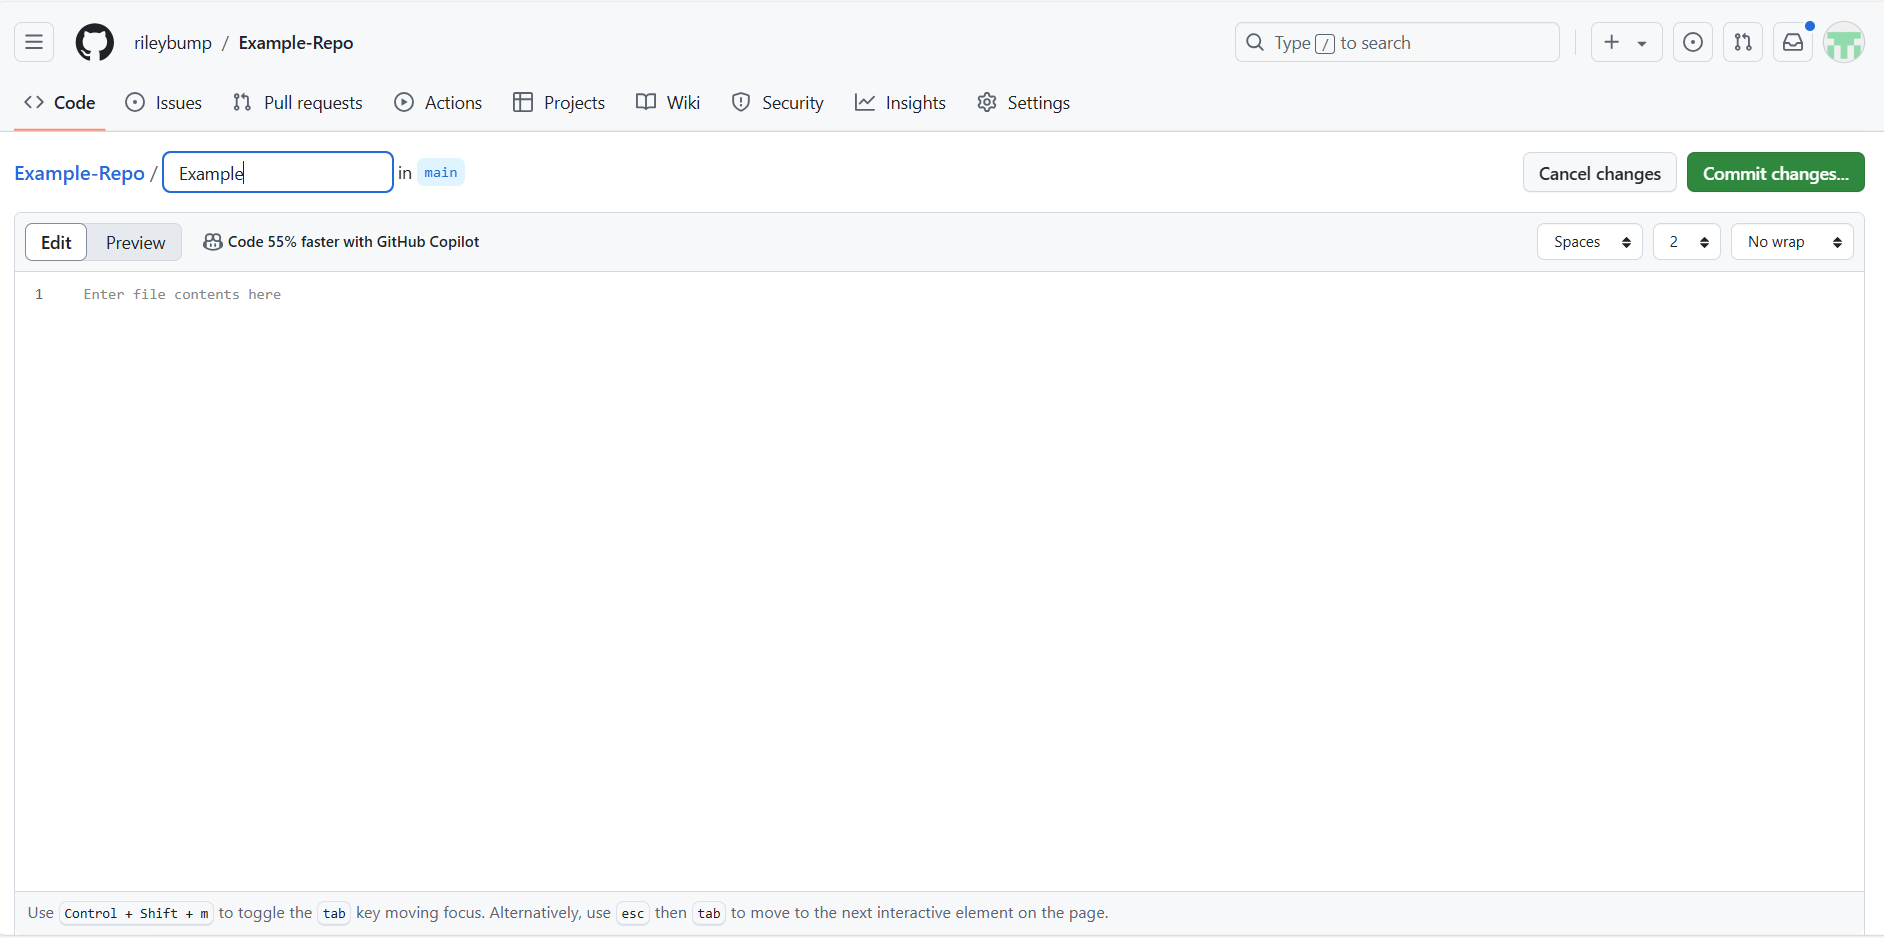 rileybump / Example-Repo
Type / to search
Code Issues Pull requests Actions Projects Wiki Security Insights Settings
Example-Repo / Example in main
Cancel changes Commit changes...
Edit Preview Code 55% faster with GitHub Copilot
Spaces 2 No wrap
1 Enter file contents here
Use Control + Shift + m to toggle the tab key moving focus. Alternatively, use esc then tab to move to the next interactive element on the page.